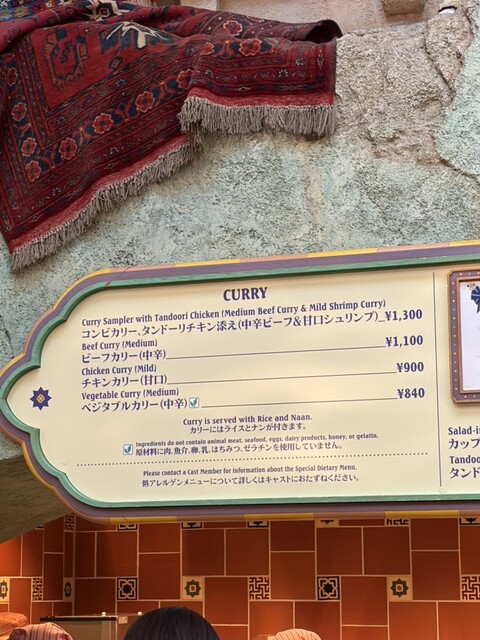 CURRY
Curry Sampler with Tandoori Chicken (Medium Beef Curry & Mild Shrimp Curry)
コンビカリー、タンドーリチキン添え(中辛ビーフ&甘口シュリンプ) ¥1,300
Beef Curry (Medium)
ビーフカリー(中辛) ¥1,100
Chicken Curry (Mild)
チキンカリー(甘口) ¥900
Vegetable Curry (Medium)
ベジタブルカリー(中辛) ¥840
Curry is served with Rice and Naan.
カリーにはライスとナンが付きます。
Ingredients do not contain animal meat, seafood, eggs, dairy products, honey, or gelatin.
原材料に肉、魚介、卵、乳、はちみつ、ゼラチンを使用していません。
Please contact a Cast Member for information about the Special Dietary Menu.
低アレルゲンメニューについて詳しくはキャストにおたずねください。
Salad-i
カップ
Tandoo
タンド